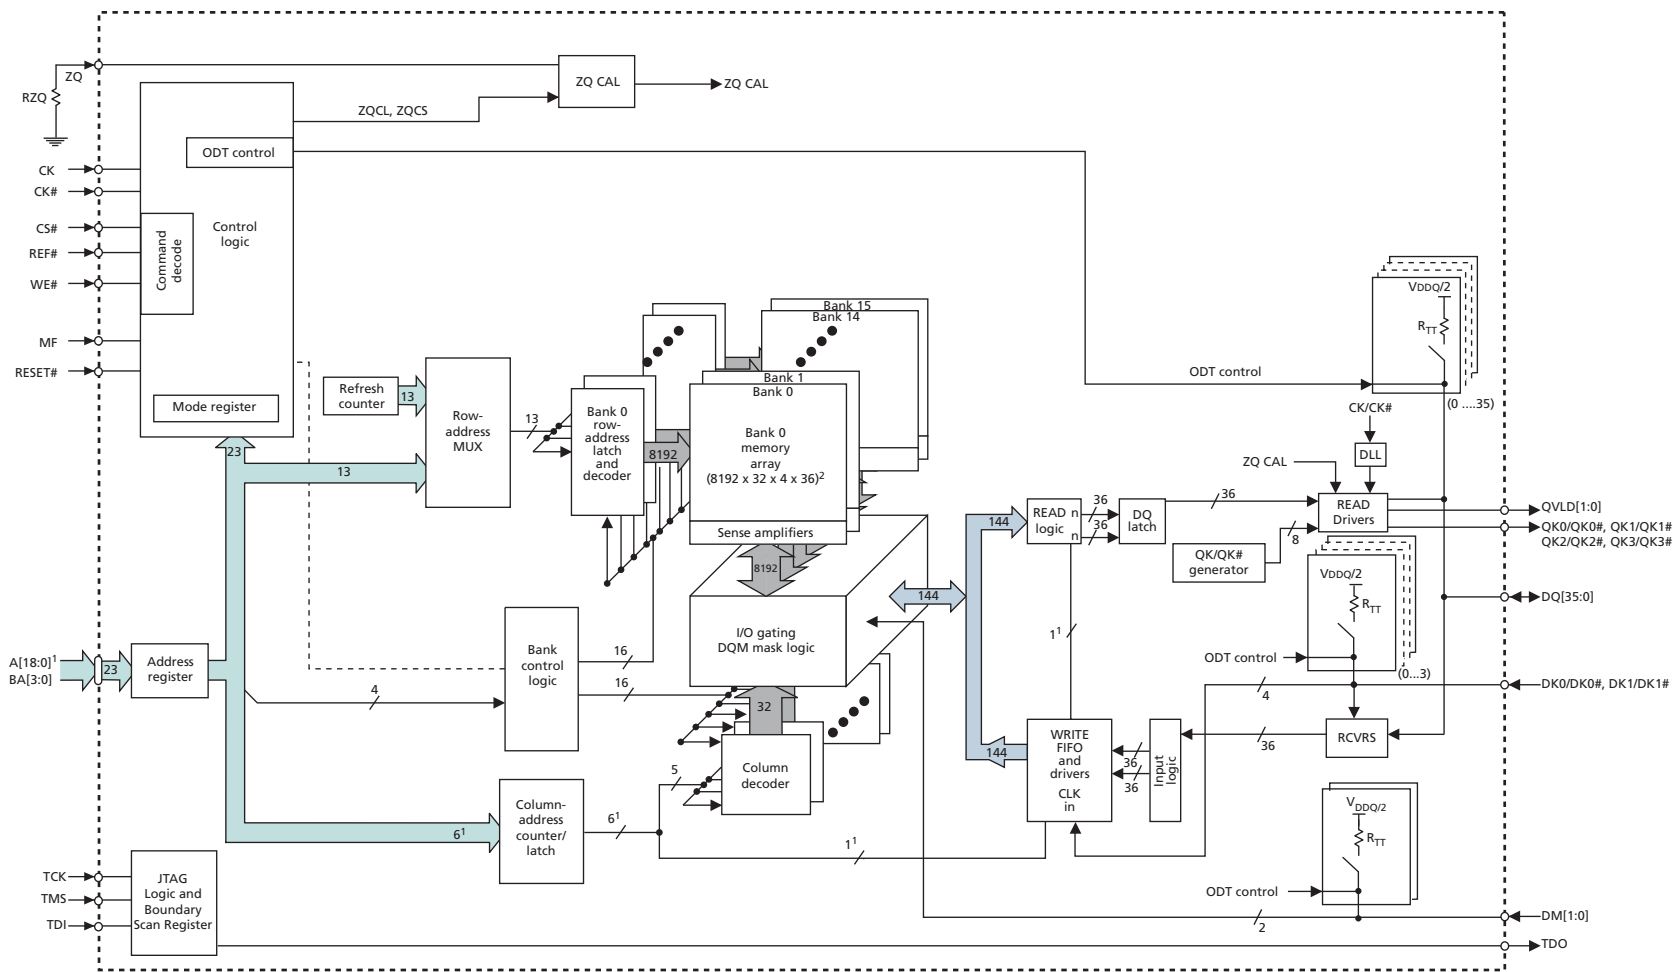 ZQ
RZQ
ZQ CAL
ZQ CAL
ZQCL, ZQCS
ODT control
CK
CK#
CS#
REF#
WE#
MF
RESET#
Command
decode
Control
logic
Mode register
23
13
Refresh
counter
13
Row-
address
MUX
13
Bank 0
row-
address
latch
and
decoder
8192
Bank 15
Bank 14
Bank 1
Bank 0
Bank 0
memory
array
(8192 x 32 x 4 x 36)²
Sense amplifiers
8192
I/O gating
DQM mask logic
144
144
144
32
Column
decoder
5
A[18:0]¹
BA[3:0]
23
Address
register
4
Bank
control
logic
16
16
6¹
Column-
address
counter/
latch
6¹
1¹
TCK
TMS
TDI
JTAG
Logic and
Boundary
Scan Register
READ
logic
n
n
36
36
DQ
latch
36
1¹
WRITE
FIFO
and
drivers
CLK
in
36
36
Input
logic
36
RCVRS
4
ODT control
VDDQ/2
RTT
(0 ....35)
CK/CK#
DLL
ZQ CAL
READ
Drivers
8
QK/QK#
generator
QVLD[1:0]
QK0/QK0#, QK1/QK1#
QK2/QK2#, QK3/QK3#
VDDQ/2
RTT
ODT control
(0...3)
DQ[35:0]
DK0/DK0#, DK1/DK1#
VDDQ/2
RTT
ODT control
2
DM[1:0]
TDO